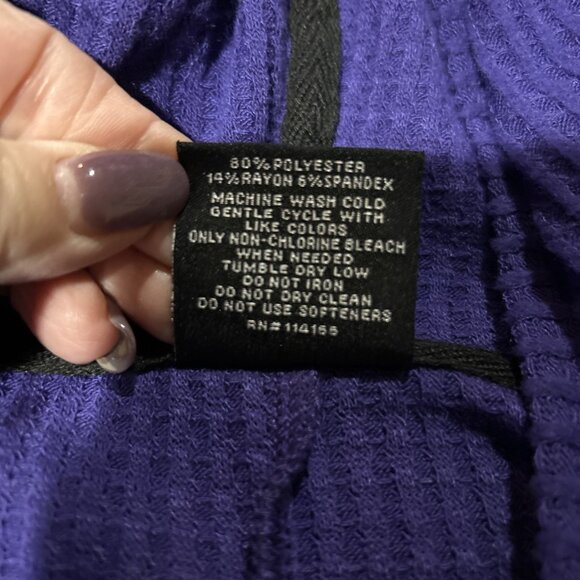 80% POLYESTER
14% RAYON 6% SPANDEX
MACHINE WASH COLD
GENTLE CYCLE WITH
LIKE COLORS
ONLY NON-CHLORINE BLEACH
WHEN NEEDED
TUMBLE DRY LOW
DO NOT IRON
DO NOT DRY CLEAN
DO NOT USE SOFTENERS
RN# 114166